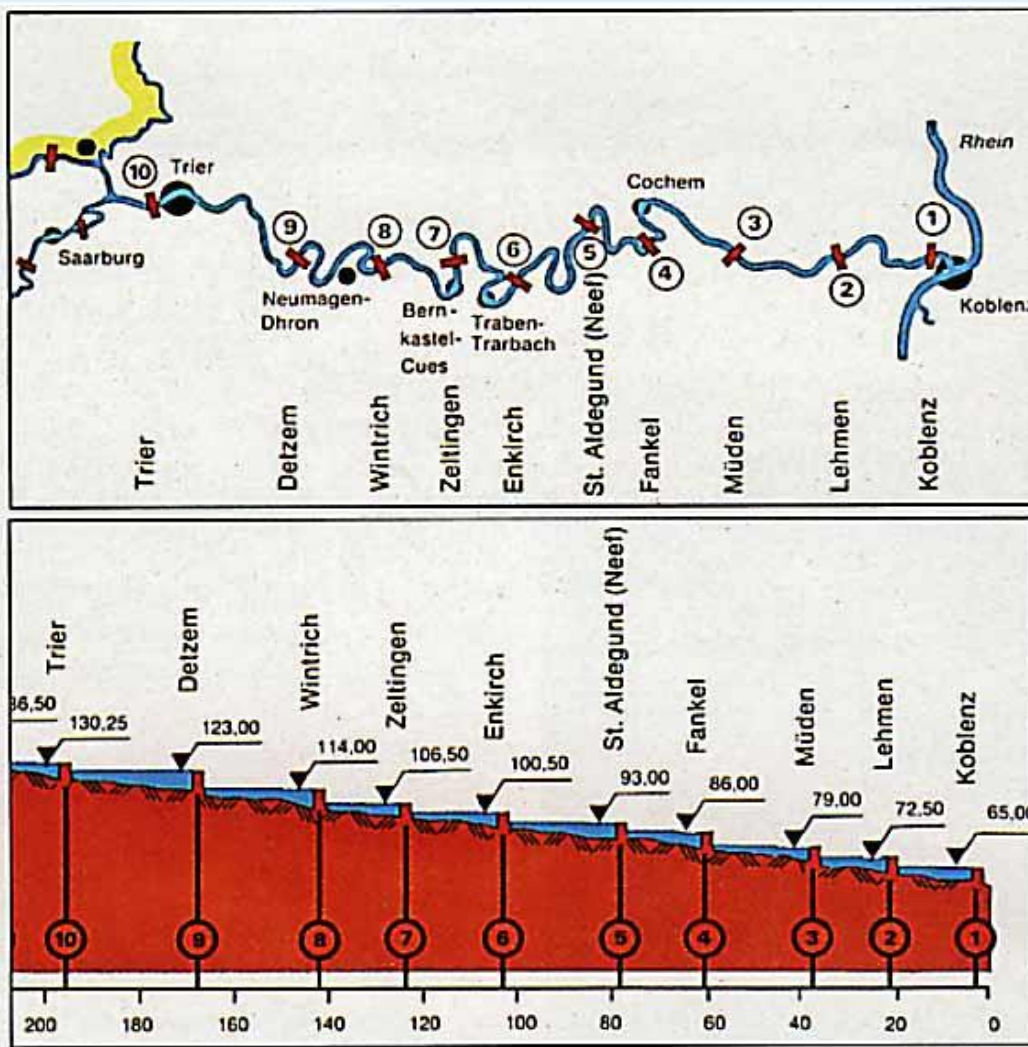 Rhein
10
Trier
Cochem
9
8
7
6
5
4
3
2
1
Saarburg
Neumagen-
Dhron
Bern-
kastel-
Cues
Traben-
Trarbach
Koblenz
Trier
Detzem
Wintrich
Zeltingen
Enkirch
St. Aldegund (Neef)
Fankel
Müden
Lehmen
Koblenz
Trier
Detzem
Wintrich
Zeltingen
Enkirch
St. Aldegund (Neef)
Fankel
Müden
Lehmen
Koblenz
36,50
130,25
123,00
114,00
106,50
100,50
93,00
86,00
79,00
72,50
65,00
10 9 8 7 6 5 4 3 2 1
200 180 160 140 120 100 80 60 40 20 0